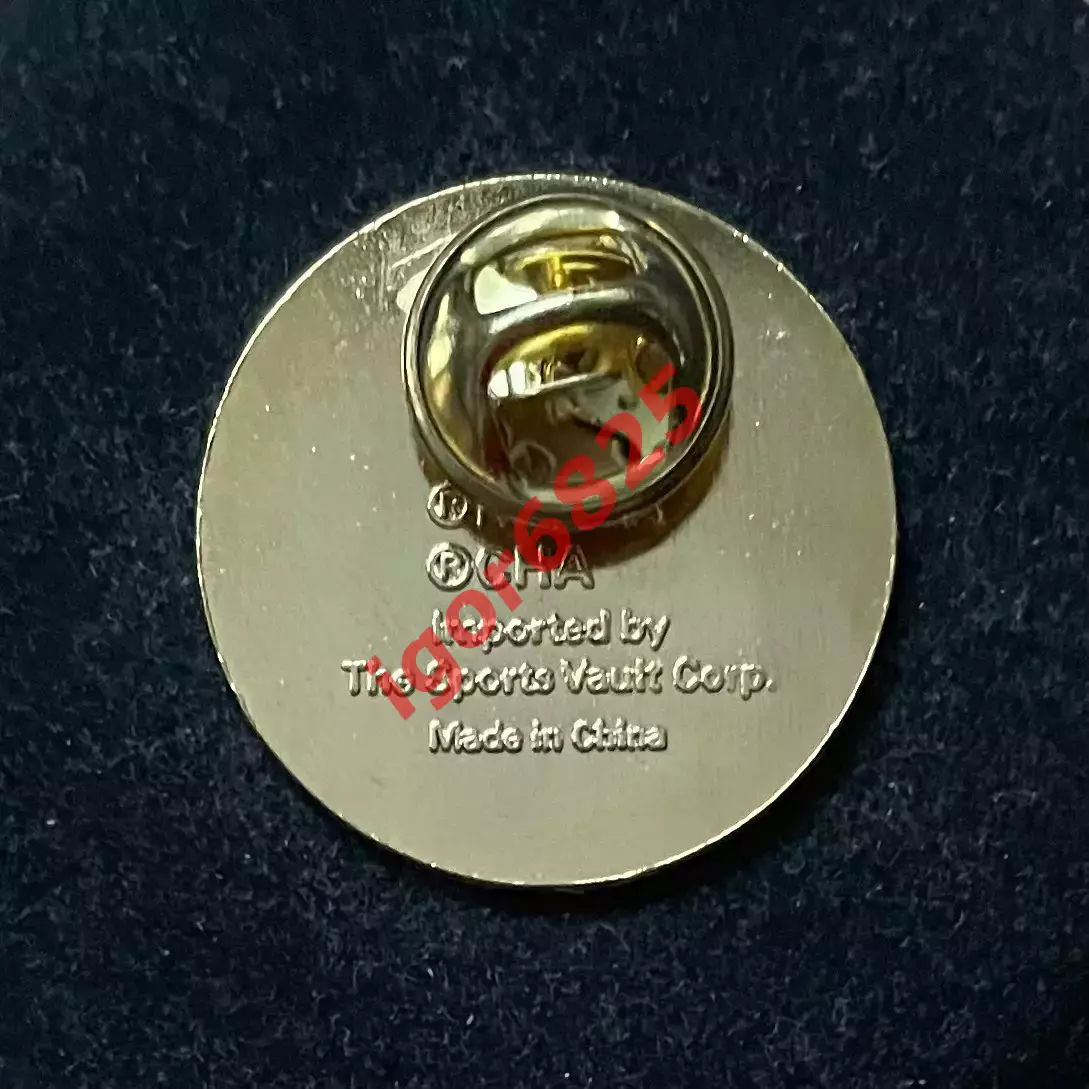 ®
®CHA
Imported by
The Sports Vault Corp.
Made in China
igor6825